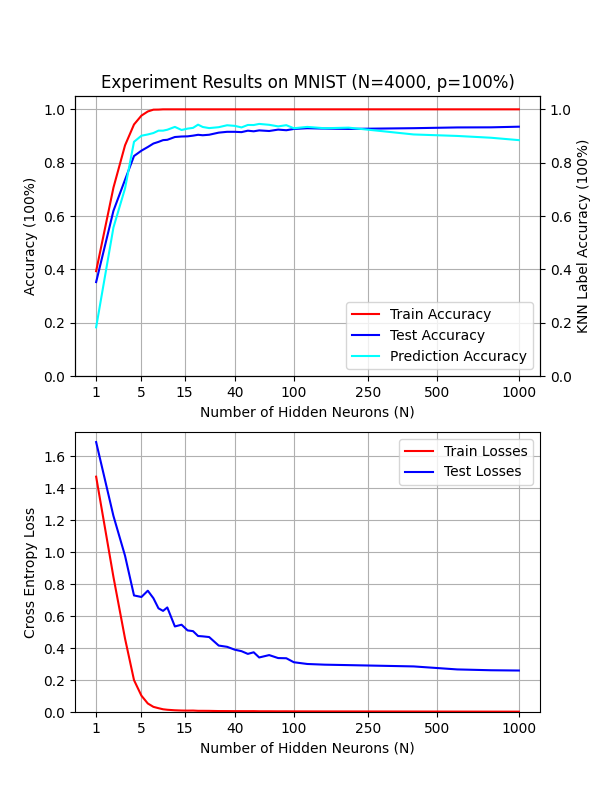 Experiment Results on MNIST (N=4000, p=100%)
1.0
0.8
0.6
0.4
0.2
0.0
Accuracy (100%)
1.0
0.8
0.6
0.4
0.2
0.0
KNN Label Accuracy (100%)
Train Accuracy
Test Accuracy
Prediction Accuracy
1 5 15 40 100 250 500 1000
Number of Hidden Neurons (N)
1.6
1.4
1.2
1.0
0.8
0.6
0.4
0.2
0.0
Cross Entropy Loss
Train Losses
Test Losses
1 5 15 40 100 250 500 1000
Number of Hidden Neurons (N)